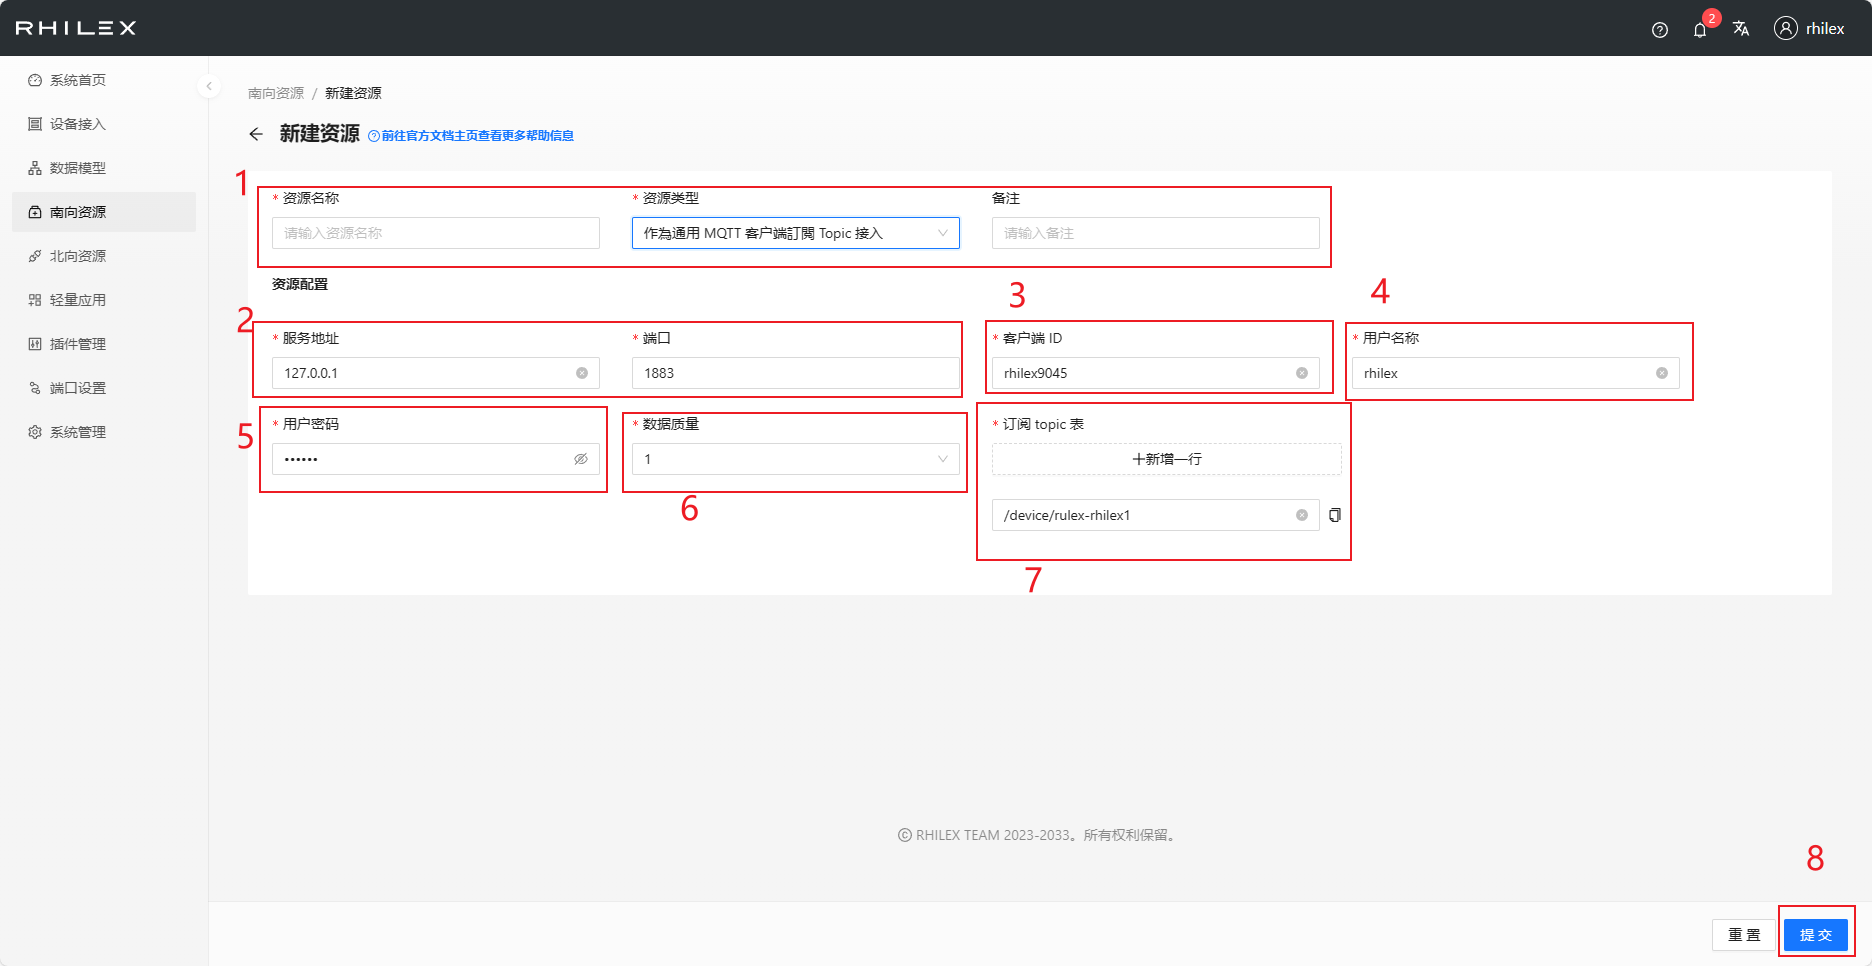 RHILEX
2
rhilex
系统首页
设备接入
数据模型
南向资源
北向资源
轻量应用
插件管理
端口设置
系统管理
南向资源 / 新建资源
新建资源 前往官方文档主页查看更多帮助信息
1
* 资源名称 * 资源类型 备注
请输入资源名称 作為通用 MQTT 客户端訂閱 Topic 接入 请输入备注
资源配置
2 3 4
* 服务地址 * 端口 * 客户端 ID * 用户名称
127.0.0.1 1883 rhilex9045 rhilex
5
* 用户密码 * 数据质量 * 订阅 topic 表
•••••• 1 十新增一行
6
/device/rulex-rhilex1
7
© RHILEX TEAM 2023-2033。所有权利保留。
8
重 置 提 交